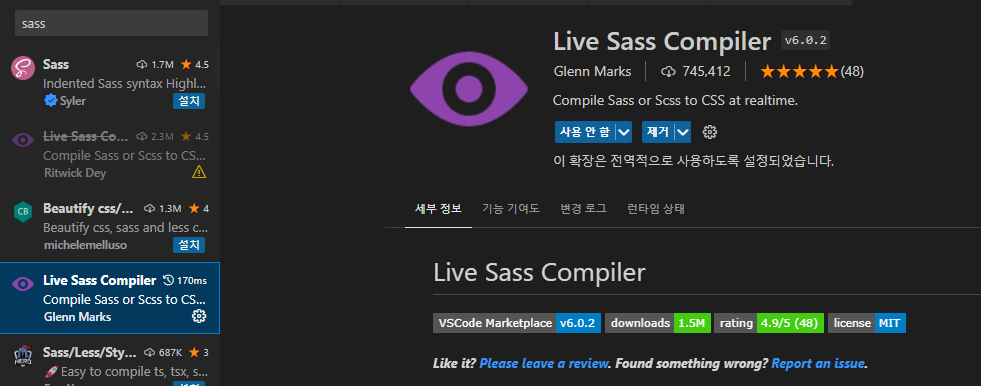 sass
Sass 1.7M ★ 4.5
Indented Sass syntax Highl...
Syler 설치
Live Sass Co... 2.3M ★ 4.5
Compile Sass or Scss to CS...
Ritwick Dey
CB
Beautify css/... 1.3M ★ 4
Beautify css, sass and less c...
michelemelluso 설치
Live Sass Compiler 170ms
Compile Sass or Scss to CS...
Glenn Marks
HERO
Sass/Less/Sty... 687K ★ 3
🚀 Easy to compile ts, tsx, s...
Live Sass Compiler v6.0.2
Glenn Marks 745,412 ★★★★★(48)
Compile Sass or Scss to CSS at realtime.
사용 안 함 제거
이 확장은 전역적으로 사용하도록 설정되었습니다.
세부 정보 기능 기여도 변경 로그 런타임 상태
Live Sass Compiler
VSCode Marketplace v6.0.2 downloads 1.5M rating 4.9/5 (48) license MIT
Like it? Please leave a review. Found something wrong? Report an issue.